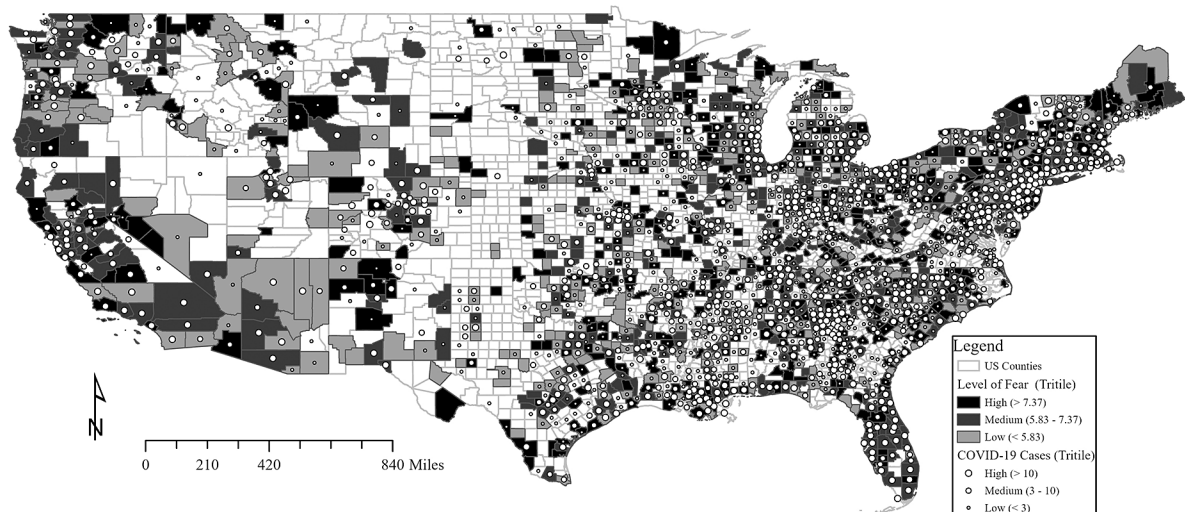 N
0 210 420 840 Miles
Legend
US Counties
Level of Fear (Tritile)
High (> 7.37)
Medium (5.83 - 7.37)
Low (< 5.83)
COVID-19 Cases (Tritile)
High (> 10)
Medium (3 - 10)
Low (< 3)